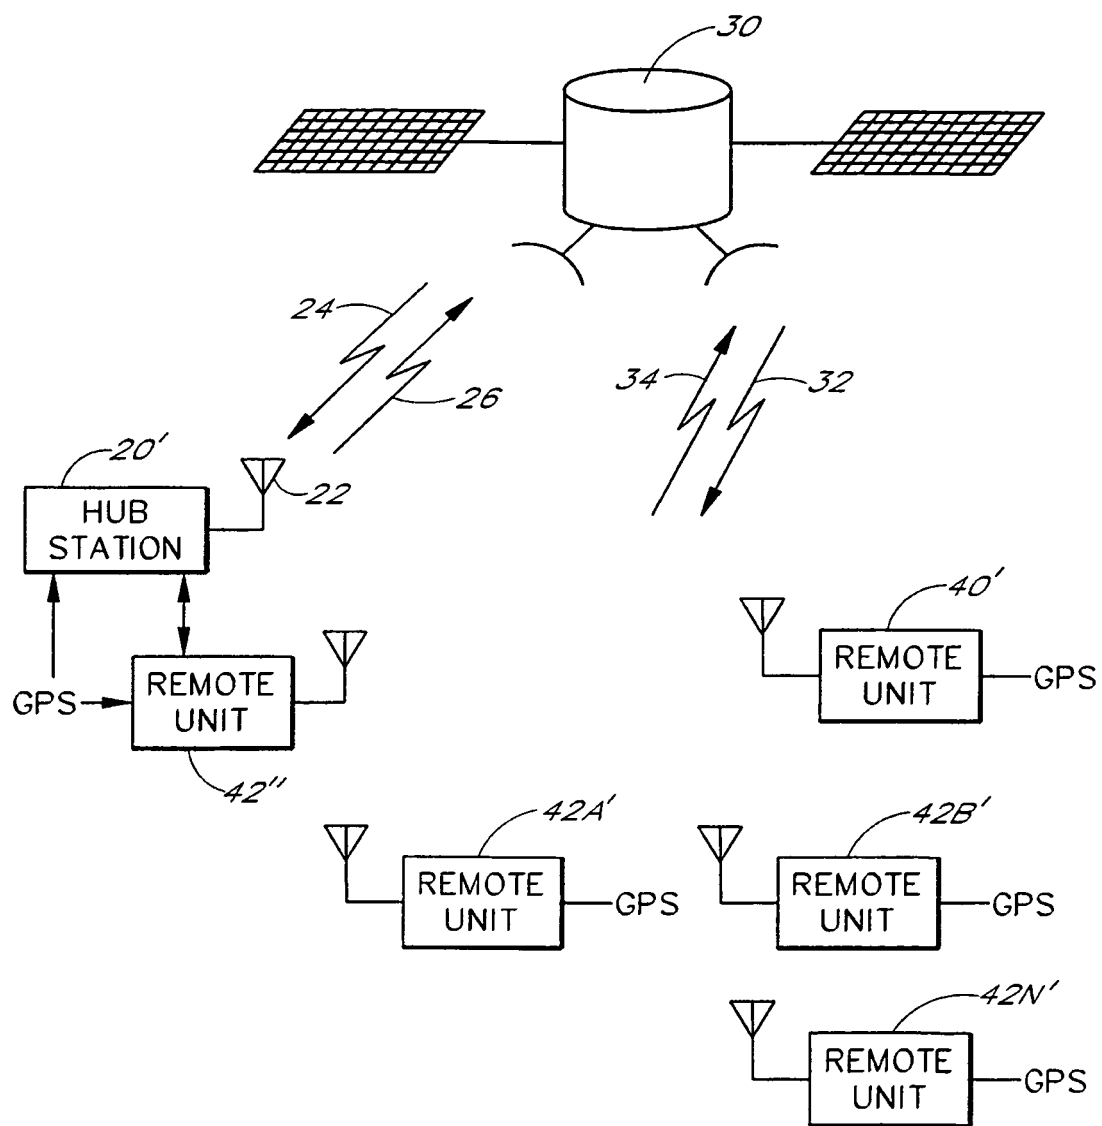 30
24
26
34
32
20'
22
HUB
STATION
40'
REMOTE
UNIT
GPS
GPS
REMOTE
UNIT
42"
42A'
REMOTE
UNIT
GPS
42B'
REMOTE
UNIT
GPS
42N'
REMOTE
UNIT
GPS